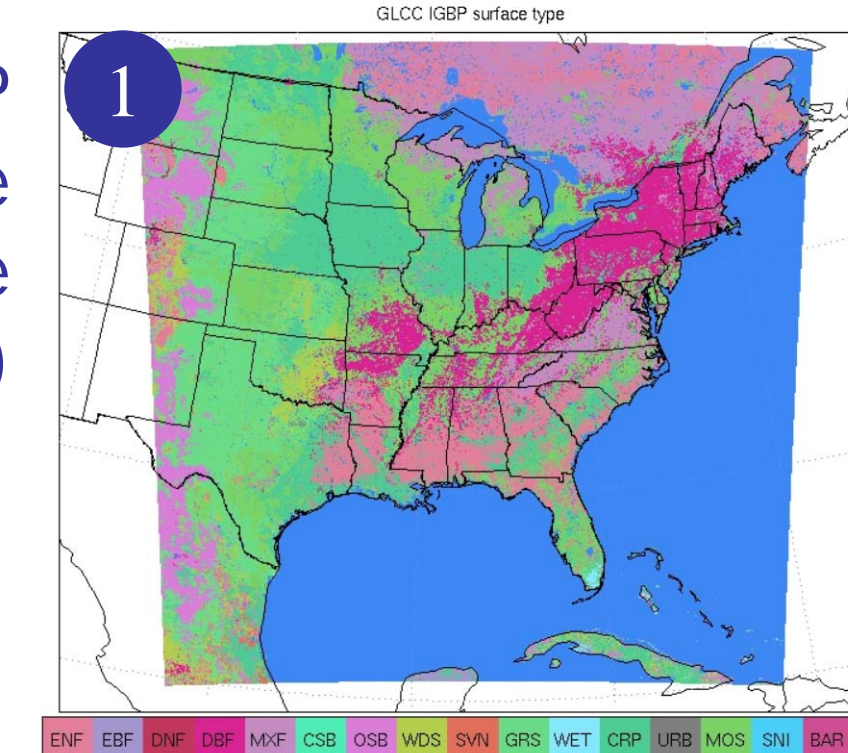 GLCC IGBP surface type
1
e
e
)
ENF EBF DNF DBF MXF CSB OSB WDS SVN GRS WET CRP URB MOS SNI BAR